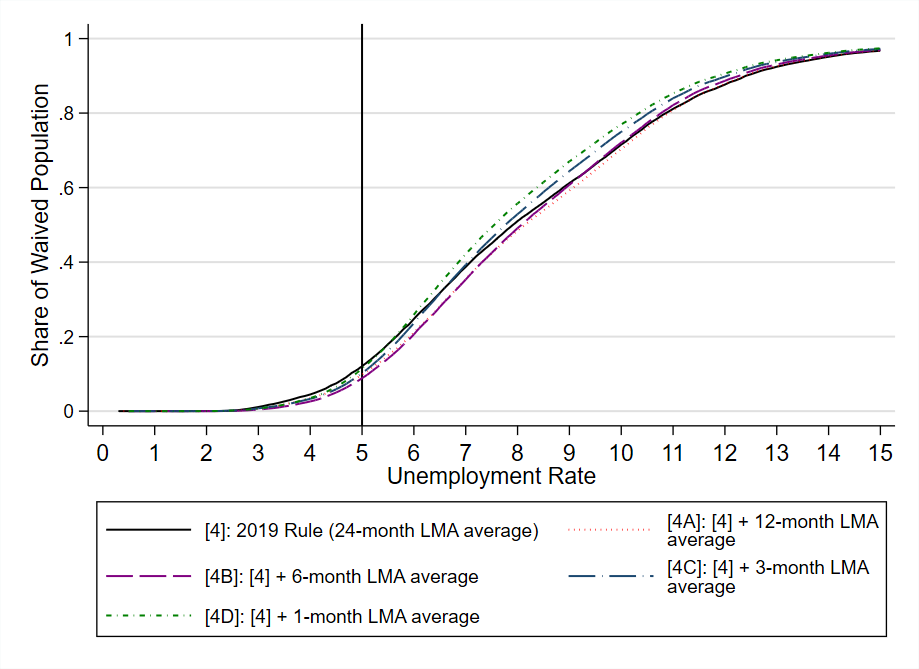 Share of Waived Population
1
.8
.6
.4
.2
0
0 1 2 3 4 5 6 7 8 9 10 11 12 13 14 15
Unemployment Rate
[4]: 2019 Rule (24-month LMA average)
[4A]: [4] + 12-month LMA
average
[4B]: [4] + 6-month LMA average
[4C]: [4] + 3-month LMA
average
[4D]: [4] + 1-month LMA average